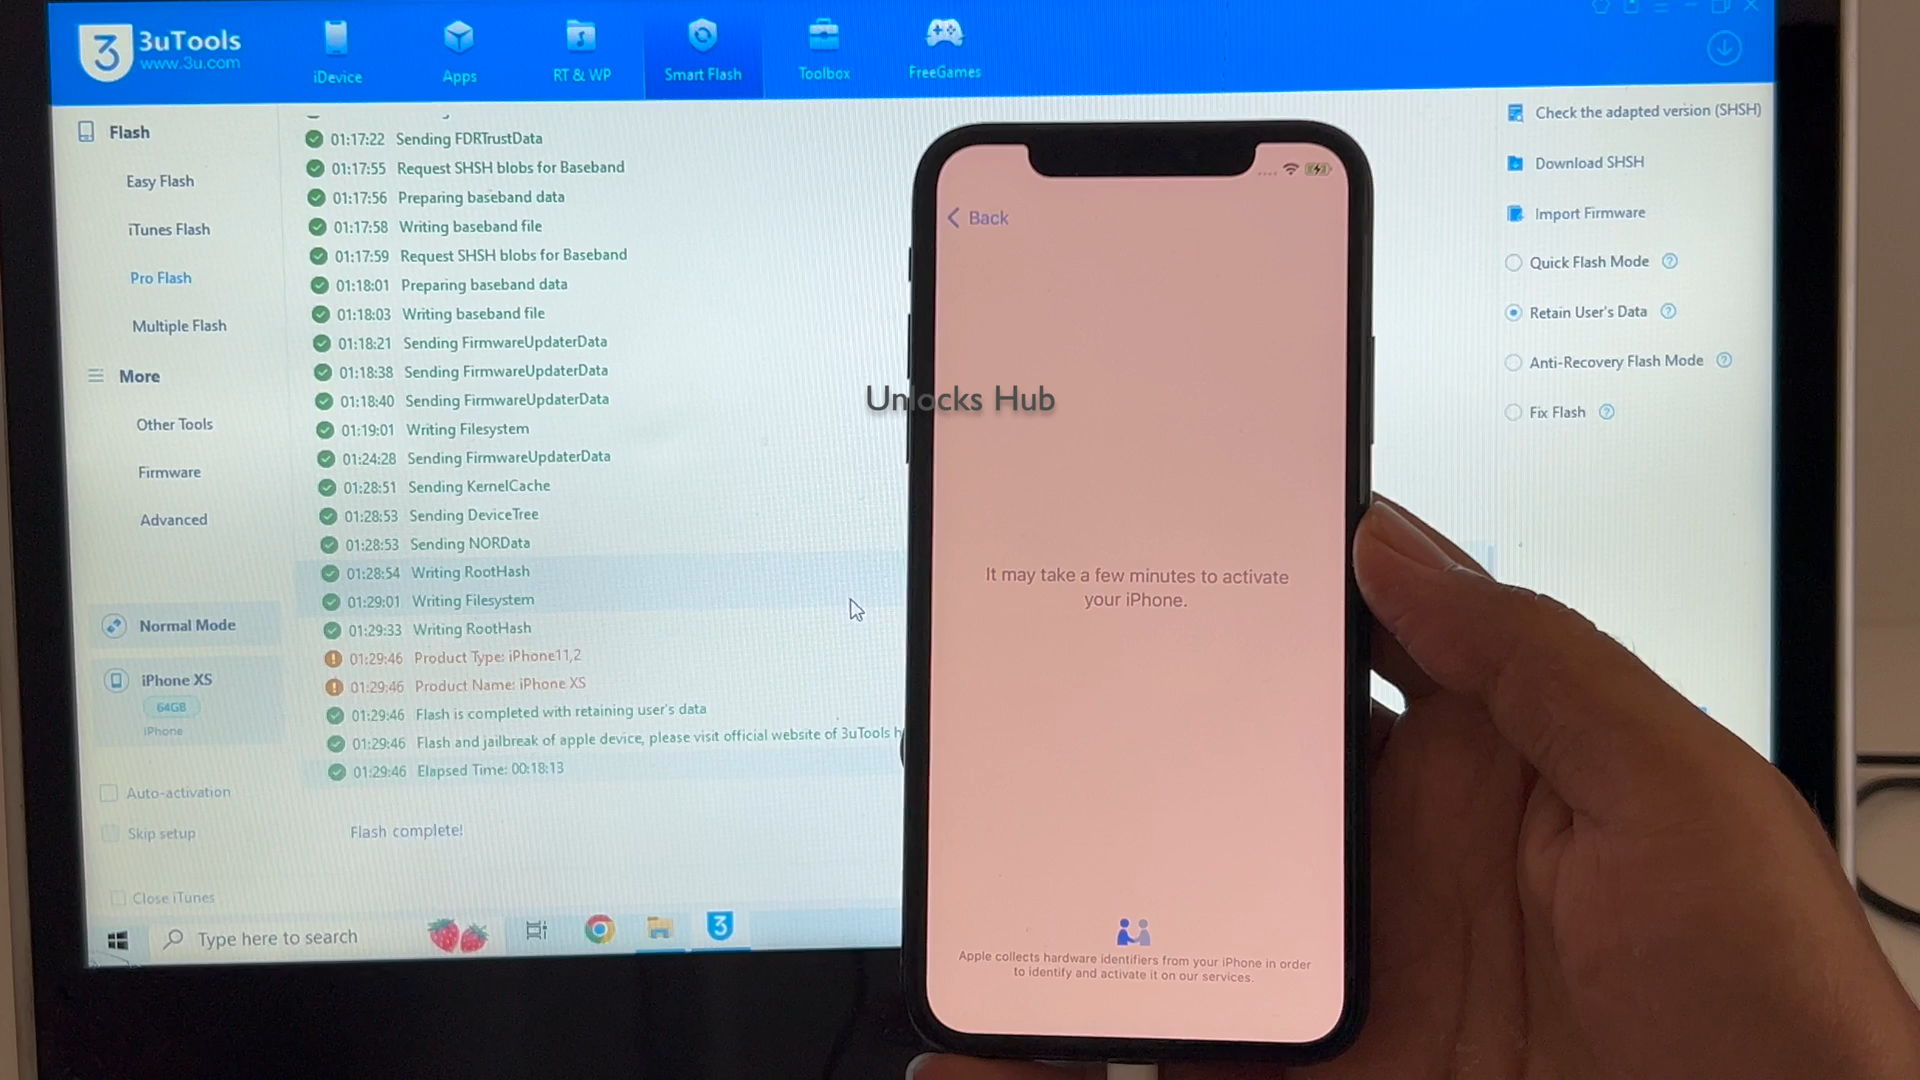 3uTools
www.3u.com
3
iDevice
Apps
RT & WP
Smart Flash
Toolbox
FreeGames
Flash
Easy Flash
iTunes Flash
Pro Flash
Multiple Flash
More
Other Tools
Firmware
Advanced
Normal Mode
iPhone XS
64GB
iPhone
Auto-activation
Skip setup
Close iTunes
01:17:22 Sending FDRTrustData
01:17:55 Request SHSH blobs for Baseband
01:17:56 Preparing baseband data
01:17:58 Writing baseband file
01:17:59 Request SHSH blobs for Baseband
01:18:01 Preparing baseband data
01:18:03 Writing baseband file
01:18:21 Sending FirmwareUpdaterData
01:18:38 Sending FirmwareUpdaterData
01:18:40 Sending FirmwareUpdaterData
01:19:01 Writing Filesystem
01:24:28 Sending FirmwareUpdaterData
01:28:51 Sending KernelCache
01:28:53 Sending DeviceTree
01:28:53 Sending NORData
01:28:54 Writing RootHash
01:29:01 Writing Filesystem
01:29:33 Writing RootHash
01:29:46 Product Type: iPhone11,2
01:29:46 Product Name: iPhone XS
01:29:46 Flash is completed with retaining user's data
01:29:46 Flash and jailbreak of apple device, please visit official website of 3uTools h
01:29:46 Elapsed Time: 00:18:13
Flash complete!
Check the adapted version (SHSH)
Download SHSH
Import Firmware
Quick Flash Mode ?
Retain User's Data ?
Anti-Recovery Flash Mode ?
Fix Flash ?
Type here to search
3
Back
Unlocks Hub
It may take a few minutes to activate
your iPhone.
Apple collects hardware identifiers from your iPhone in order
to identify and activate it on our services.